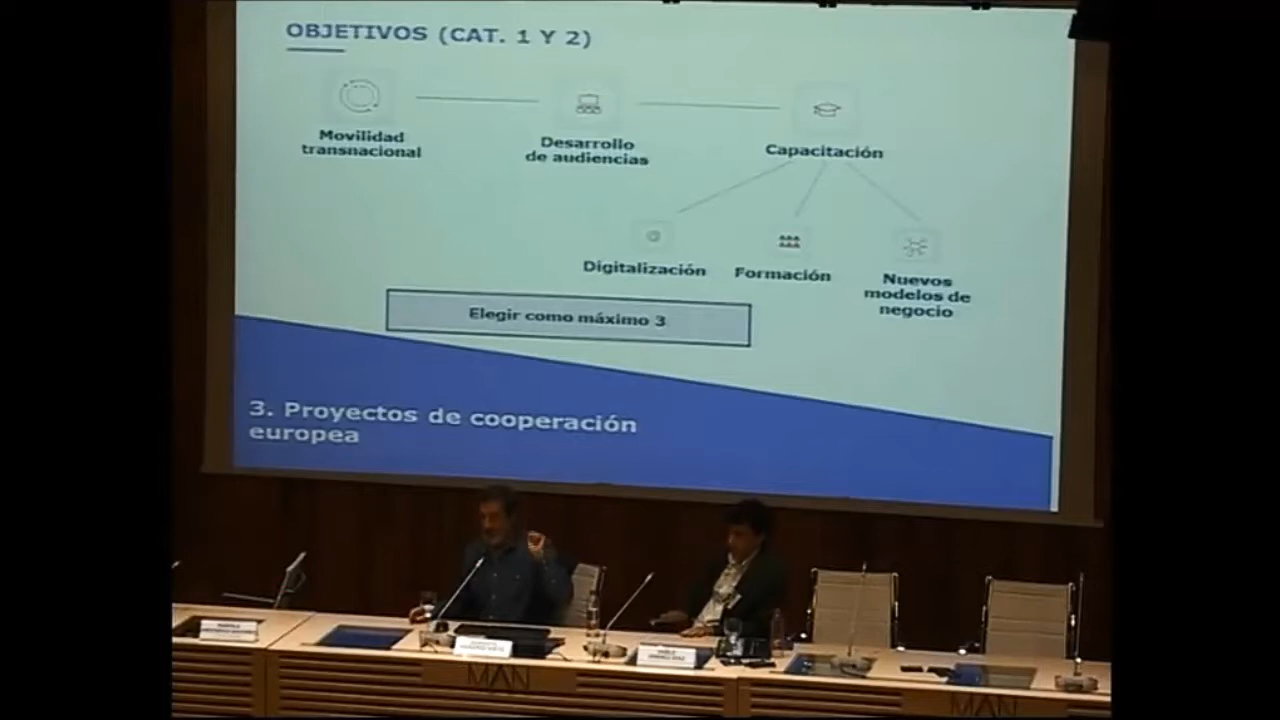 OBJETIVOS (CAT. 1 Y 2)
Movilidad
transnacional
Desarrollo
de audiencias
Capacitación
Digitalización
Formación
Nuevos
modelos de
negocio
Elegir como máximo 3
3. Proyectos de cooperación
europea
MAN
MAN